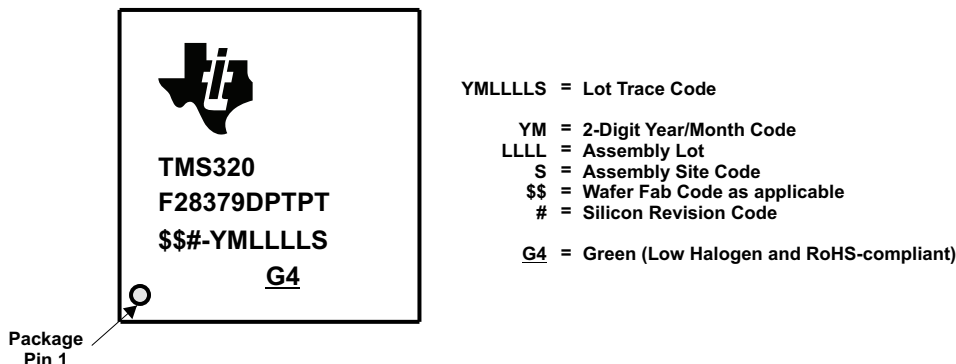 TMS320
F28379DPTPT
$$#-YMLLLLS
G4
Package
Pin 1
YMLLLLS = Lot Trace Code
YM = 2-Digit Year/Month Code
LLLL = Assembly Lot
S = Assembly Site Code
$$ = Wafer Fab Code as applicable
# = Silicon Revision Code
G4 = Green (Low Halogen and RoHS-compliant)